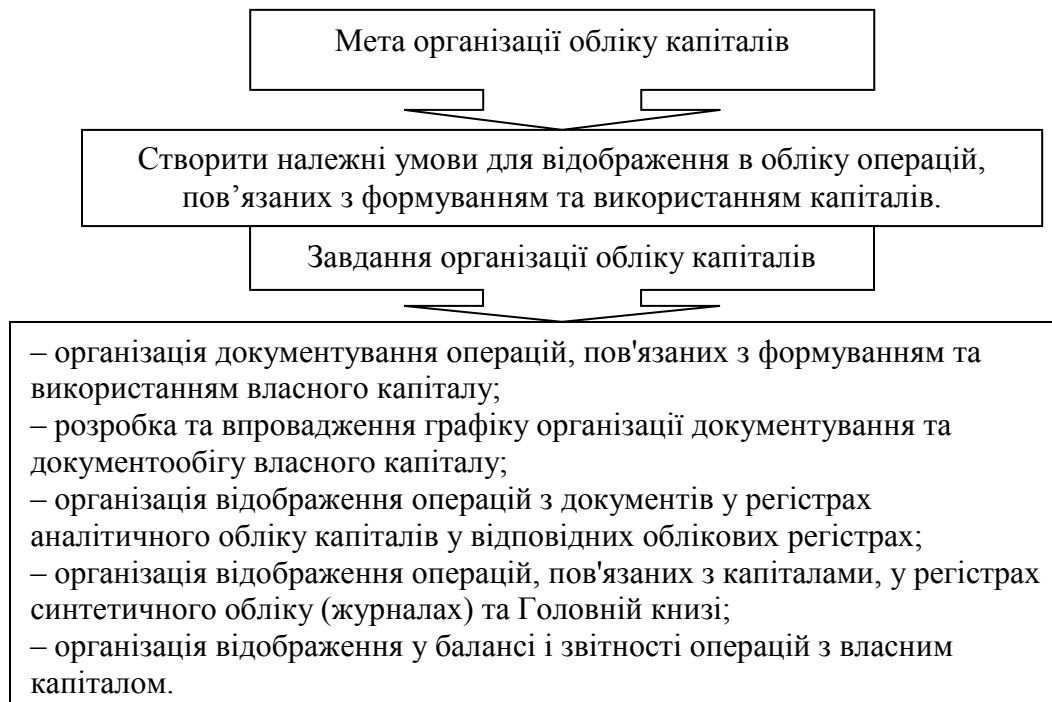 Мета організації обліку капіталів
Створити належні умови для відображення в обліку операцій,
пов’язаних з формуванням та використанням капіталів.
Завдання організації обліку капіталів
– організація документування операцій, пов'язаних з формуванням та
використанням власного капіталу;
– розробка та впровадження графіку організації документування та
документообігу власного капіталу;
– організація відображення операцій з документів у регістрах
аналітичного обліку капіталів у відповідних облікових регістрах;
– організація відображення операцій, пов'язаних з капіталами, у регістрах
синтетичного обліку (журналах) та Головній книзі;
– організація відображення у балансі і звітності операцій з власним
капіталом.